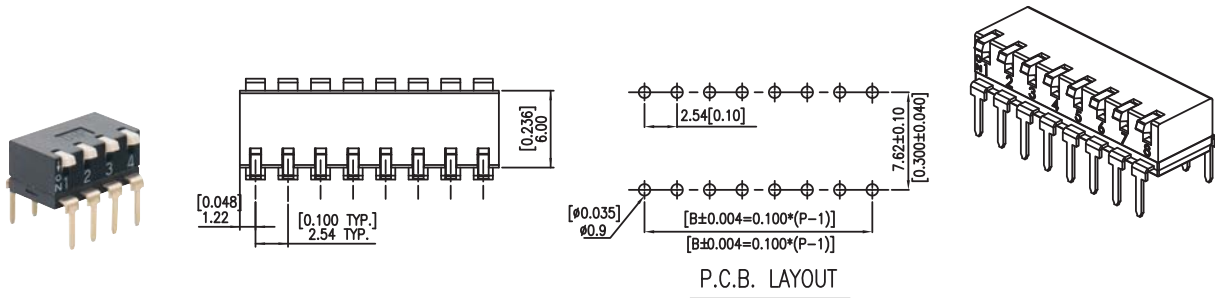 ON
1 2 3 4
[0.048]
1.22
[0.100 TYP.]
2.54 TYP.
[0.236]
6.00
2.54[0.10]
7.62±0.10
[0.300±0.040]
[ø0.035]
ø0.9
[B±0.004=0.100*(P-1)]
[B±0.004=0.100*(P-1)]
P.C.B. LAYOUT
1 2 3 4 5 6 7 8